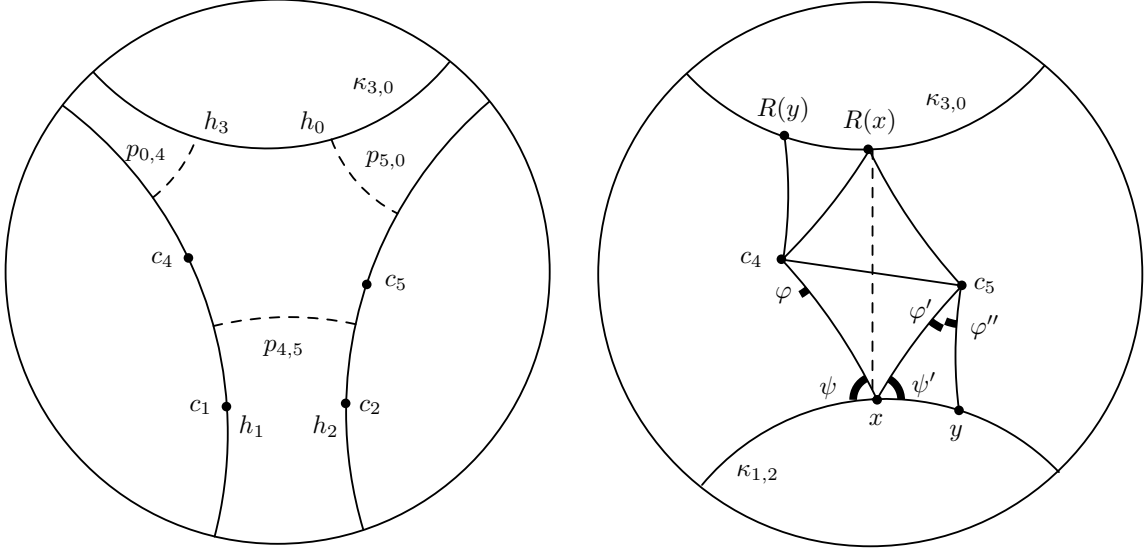 κ₃,₀
h₃
h₀
p₀,₄
p₅,₀
c₄
c₅
p₄,₅
c₁
c₂
h₁
h₂
R(y)
R(x)
κ₃,₀
c₄
c₅
φ
φ′
φ′′
ψ
ψ′
x
y
κ₁,₂